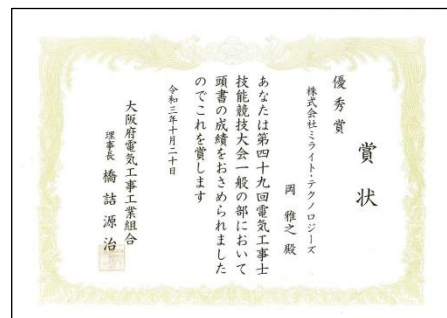 賞状
優秀賞
株式会社ミライト・テクノロジーズ
岡 雅之 殿
あなたは第四十九回電気工事士
技能競技大会一般の部において
頭書の成績をおさめられました
のでこれを賞します
令和三年十月二十日
大阪府電気工事工業組合
理事長 橋詰源治